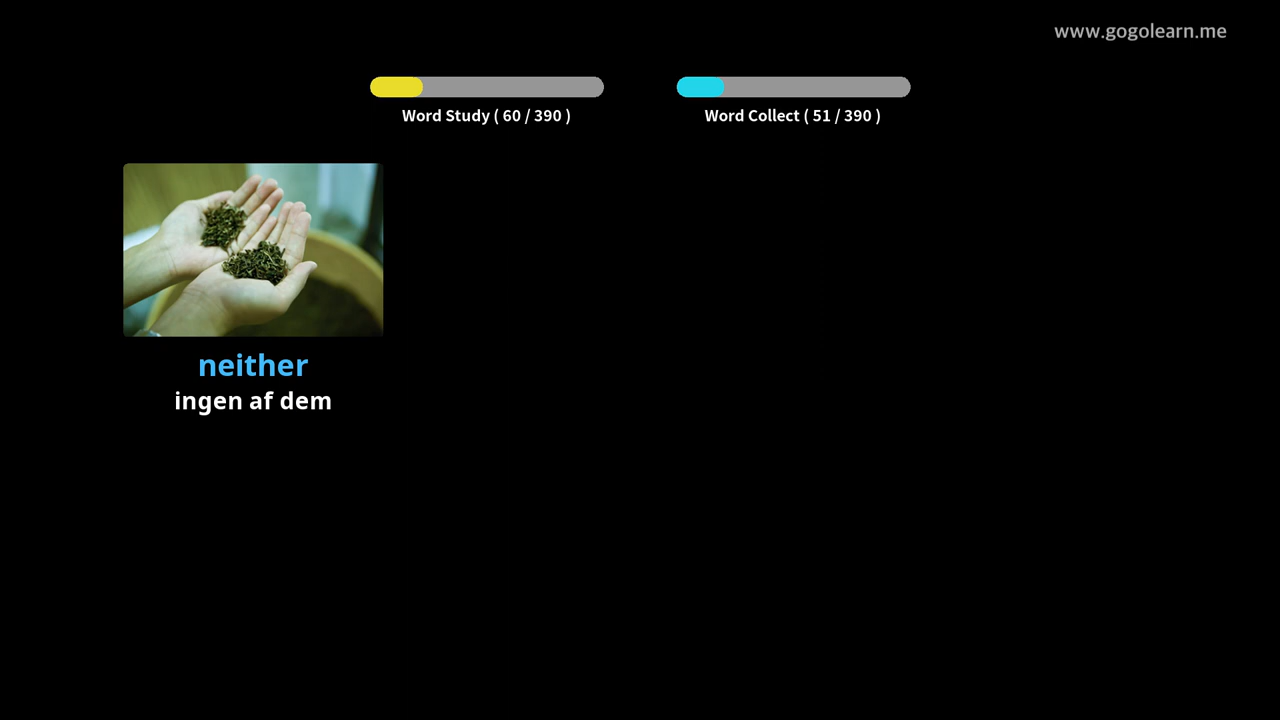 www.gogolearn.me
Word Study ( 60 / 390 )
Word Collect ( 51 / 390 )
neither
ingen af dem